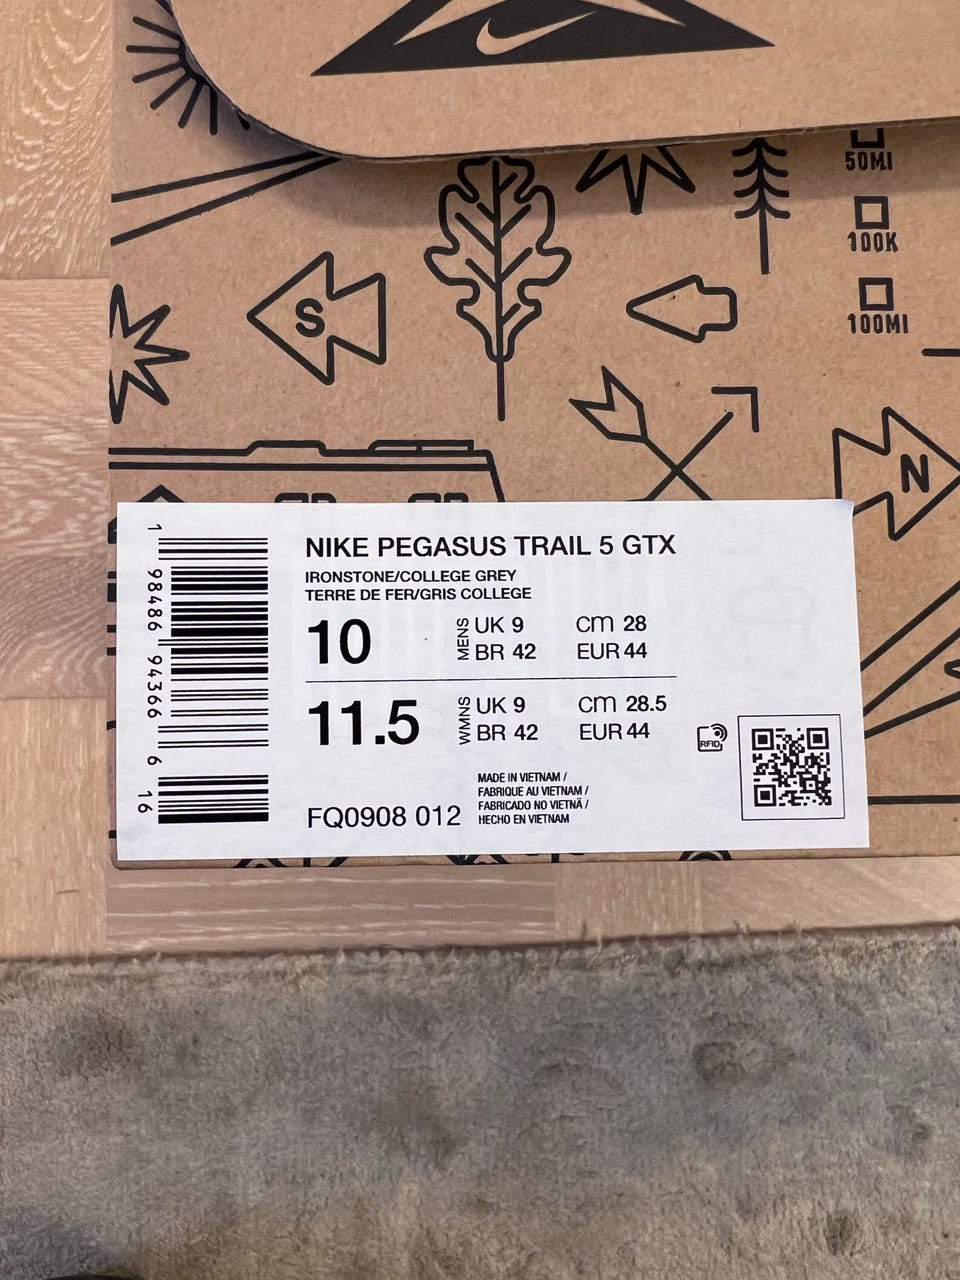 50MI
100K
100MI
S
N
NIKE PEGASUS TRAIL 5 GTX
IRONSTONE/COLLEGE GREY
TERRE DE FER/GRIS COLLEGE
10 MENS UK 9 cm 28
BR 42 EUR 44
11.5 WMNS UK 9 cm 28.5
BR 42 EUR 44
RFID
MADE IN VIETNAM /
FABRIQUE AU VIETNAM /
FABRICADO NO VIETNÃ /
HECHO EN VIETNAM
FQ0908 012
1 98486 94366 6 16